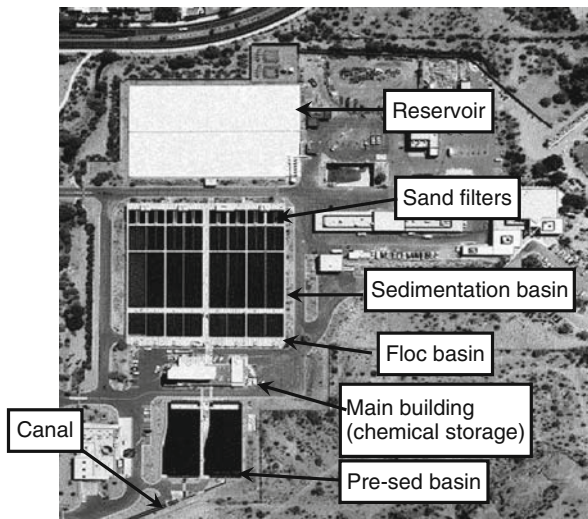 Reservoir
Sand filters
Sedimentation basin
Floc basin
Main building
(chemical storage)
Canal
Pre-sed basin